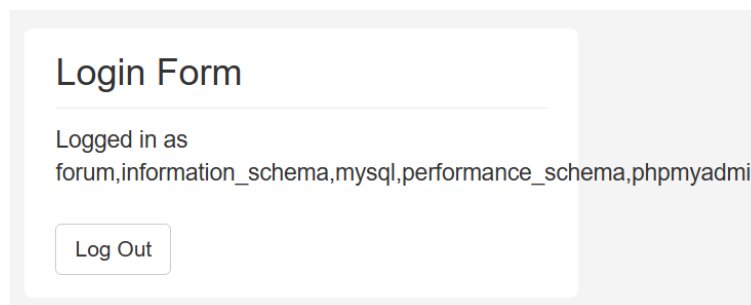 Login Form
Logged in as
forum,information_schema,mysql,performance_schema,phpmyadmi
Log Out